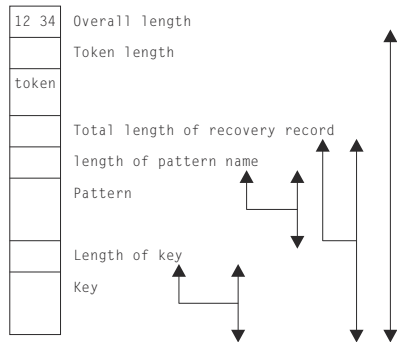 12 34 Overall length
Token length
token
Total length of recovery record
length of pattern name
Pattern
Length of key
Key